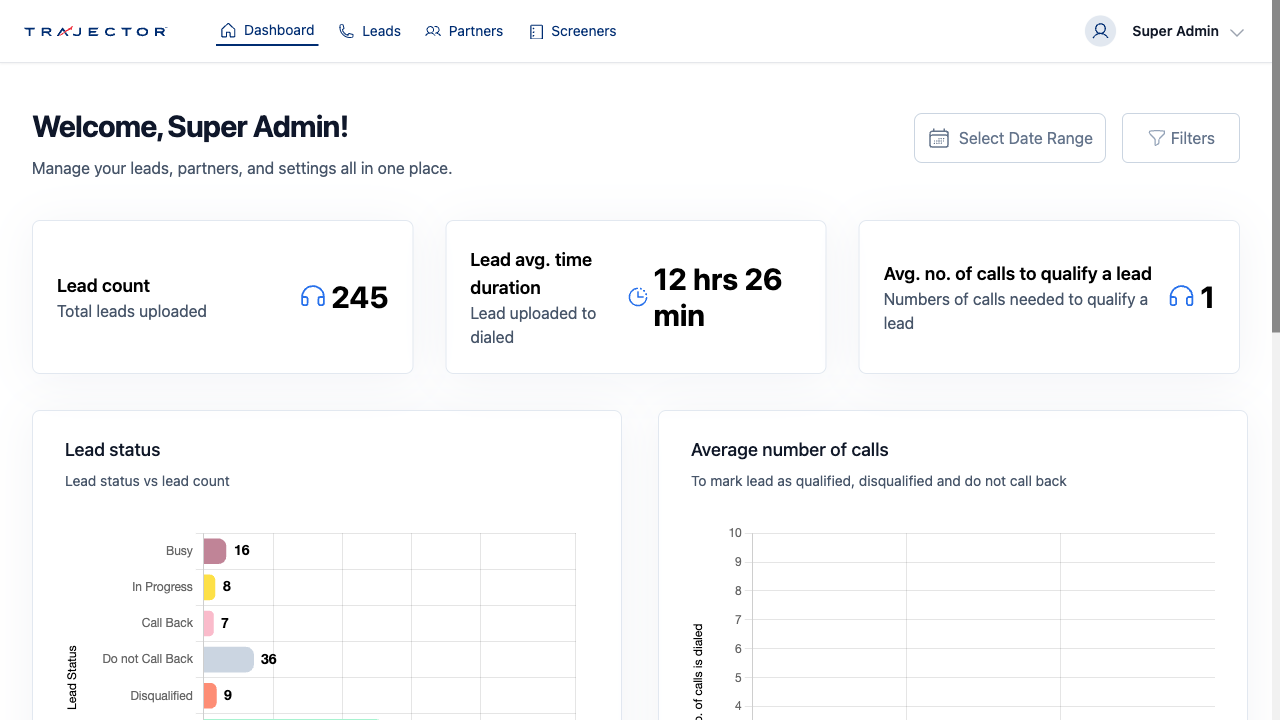 TRAJECTOR
Dashboard
Leads
Partners
Screeners
Super Admin
Welcome, Super Admin!
Manage your leads, partners, and settings all in one place.
Select Date Range
Filters
Lead count
Total leads uploaded
245
Lead avg. time
duration
Lead uploaded to
dialed
12 hrs 26
min
Avg. no. of calls to qualify a lead
Numbers of calls needed to qualify a
lead
1
Lead status
Lead status vs lead count
Lead Status
Busy
16
In Progress
8
Call Back
7
Do not Call Back
36
Disqualified
9
Average number of calls
To mark lead as qualified, disqualified and do not call back
of calls is dialed
10
9
8
7
6
5
4